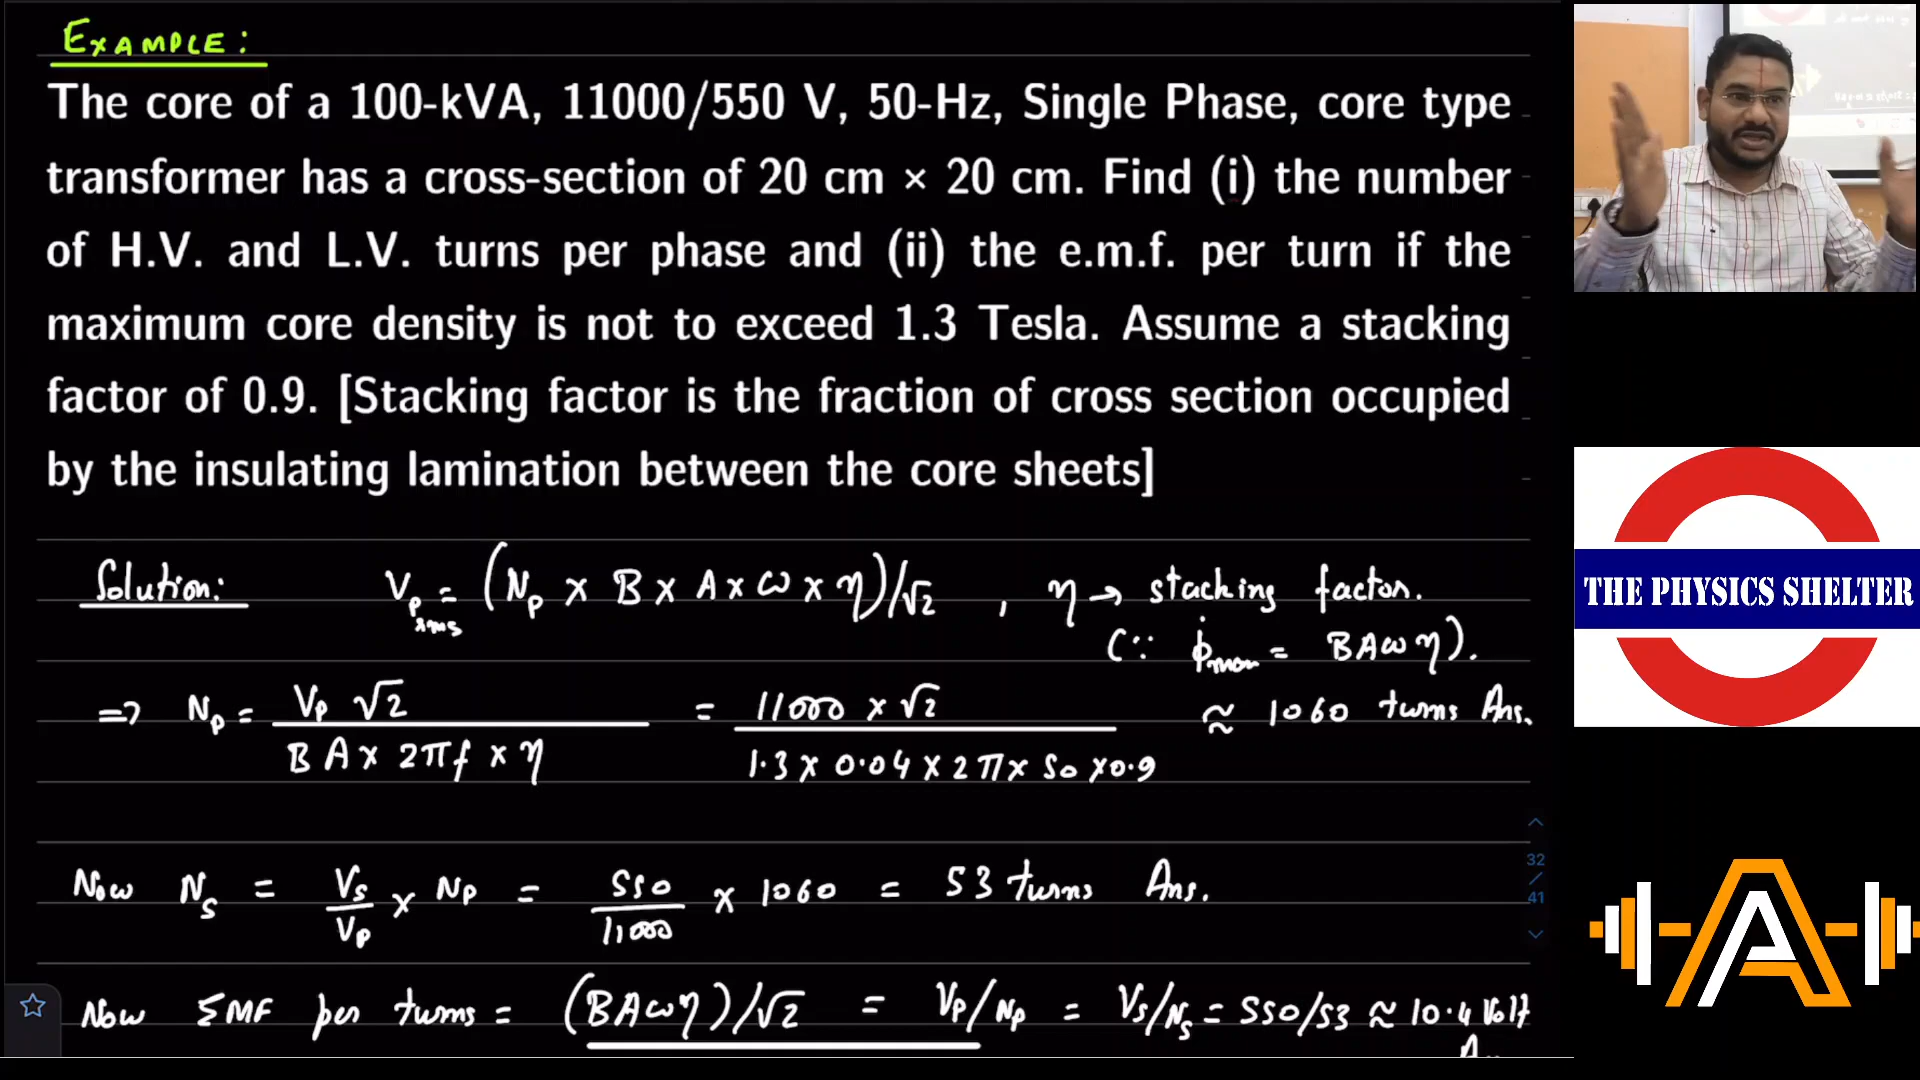 EXAMPLE:
The core of a 100-kVA, 11000/550 V, 50-Hz, Single Phase, core type
transformer has a cross-section of 20 cm × 20 cm. Find (i) the number
of H.V. and L.V. turns per phase and (ii) the e.m.f. per turn if the
maximum core density is not to exceed 1.3 Tesla. Assume a stacking
factor of 0.9. [Stacking factor is the fraction of cross section occupied
by the insulating lamination between the core sheets]
Solution: Vp rms = (Np × B × A × ω × η)/√2 , η → stacking factor.
(∵ ϕ̇max = BAωη).
⇒ Np = Vp √2 / BA × 2πf × η = 11000 × √2 / 1.3 × 0.04 × 2π × 50 × 0.9 ≈ 1060 turns Ans.
Now Ns = Vs/Vp × Np = 550/11000 × 1060 = 53 turns Ans.
Now EMF per turns = (BAωη)/√2 = Vp/Np = Vs/Ns = 550/53 ≈ 10.4 Volt
THE PHYSICS SHELTER
32
/
41